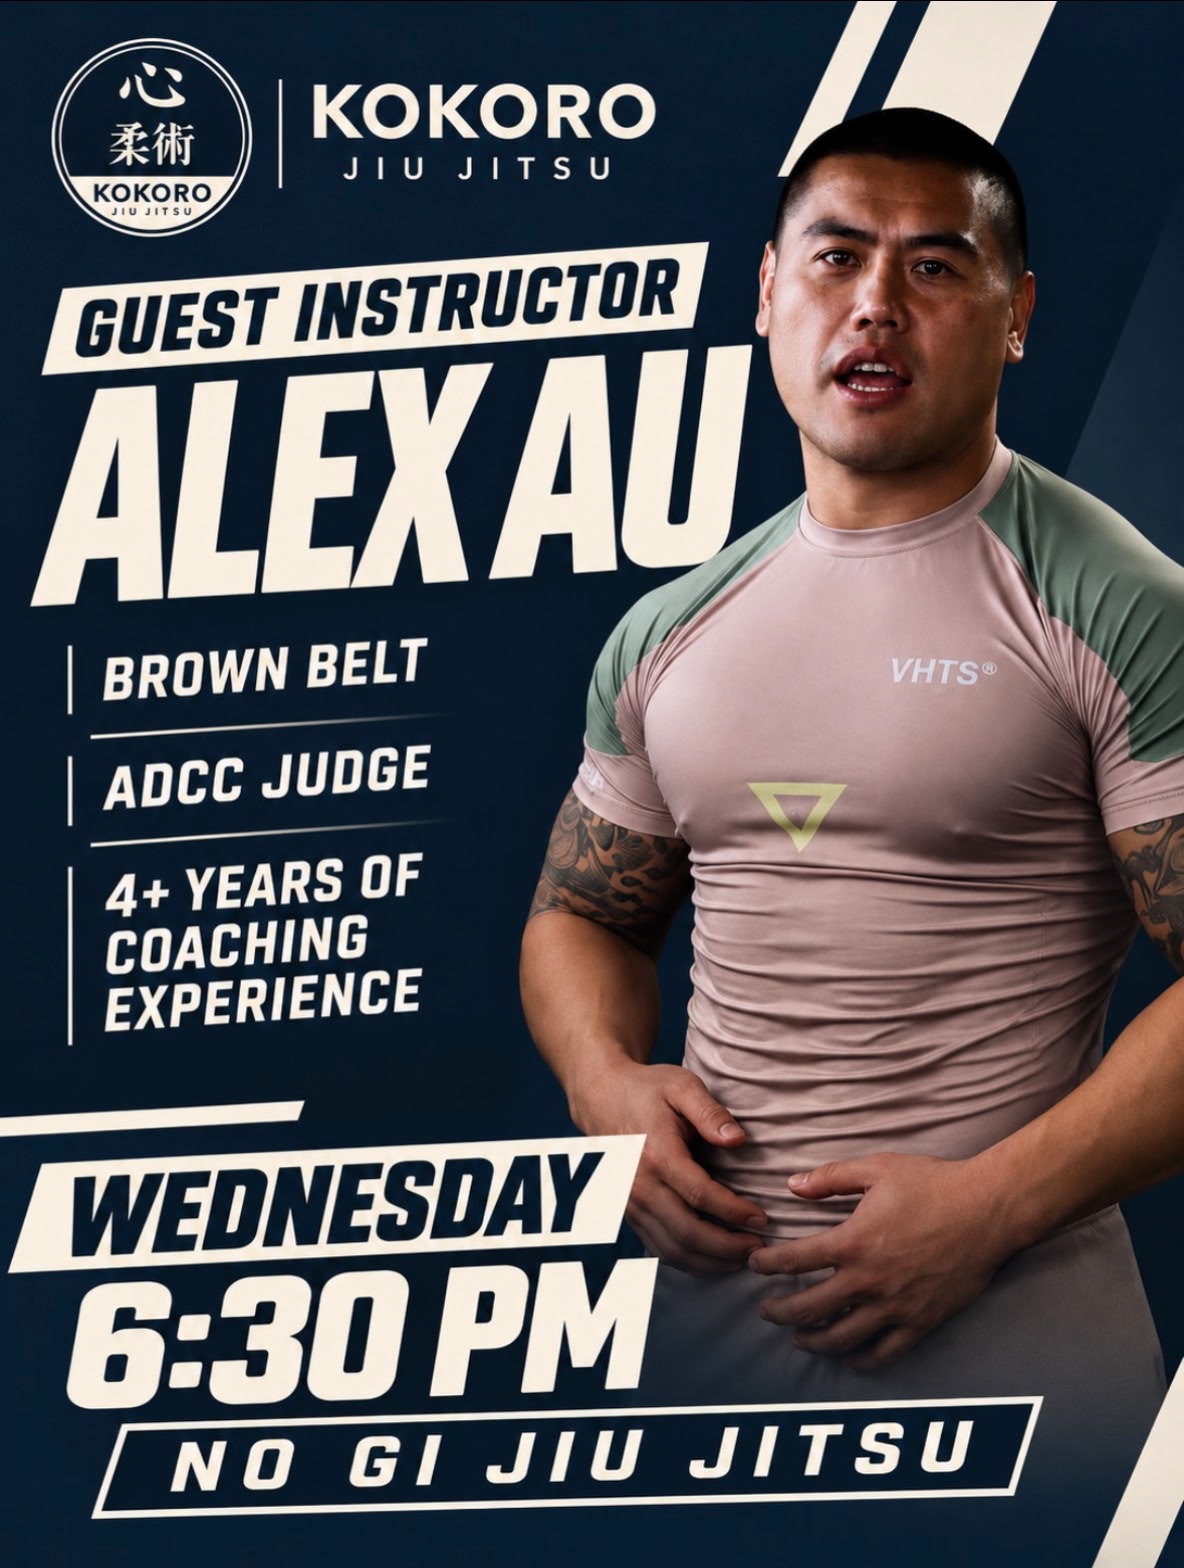 心
柔術
KOKORO
JIU JITSU
KOKORO
JIU JITSU
GUEST INSTRUCTOR
ALEX AU
BROWN BELT
ADCC JUDGE
4+ YEARS OF
COACHING
EXPERIENCE
VHTS®
WEDNESDAY
6:30 PM
NO GI JIU JITSU